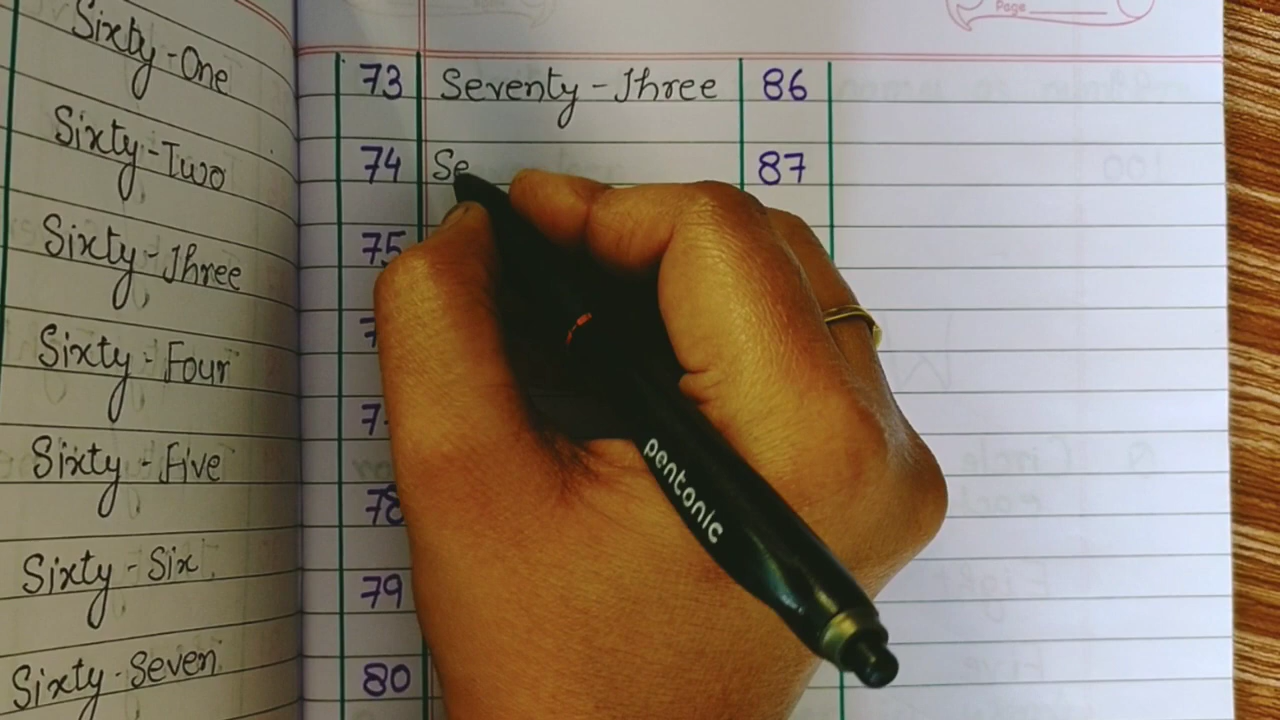 Page
Sixty-One
Sixty-Two
Sixty-Three
Sixty-Four
Sixty-Five
Sixty-Six
Sixty-Seven
73 Seventy-Three 86
74 Se 87
75
78
79
80
pentonic